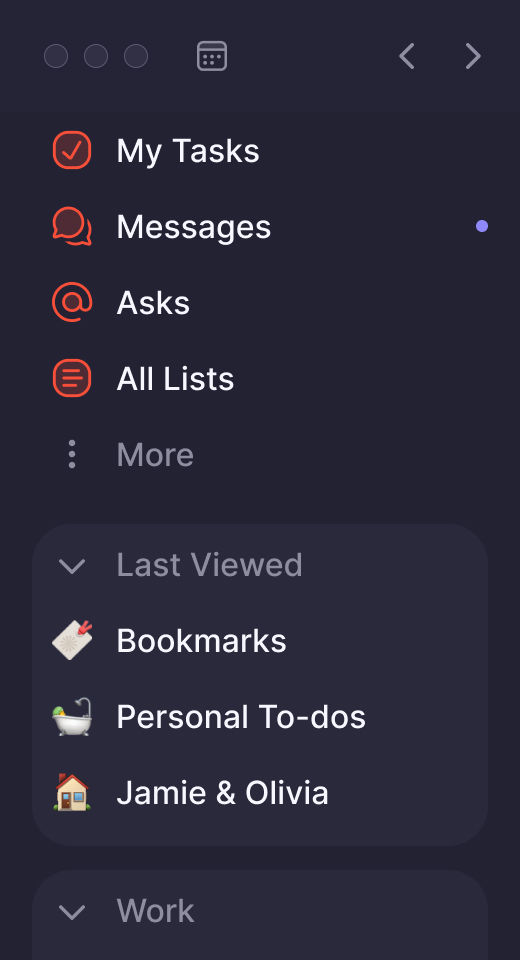 My Tasks
Messages
Asks
All Lists
More
Last Viewed
Bookmarks
Personal To-dos
Jamie & Olivia
Work